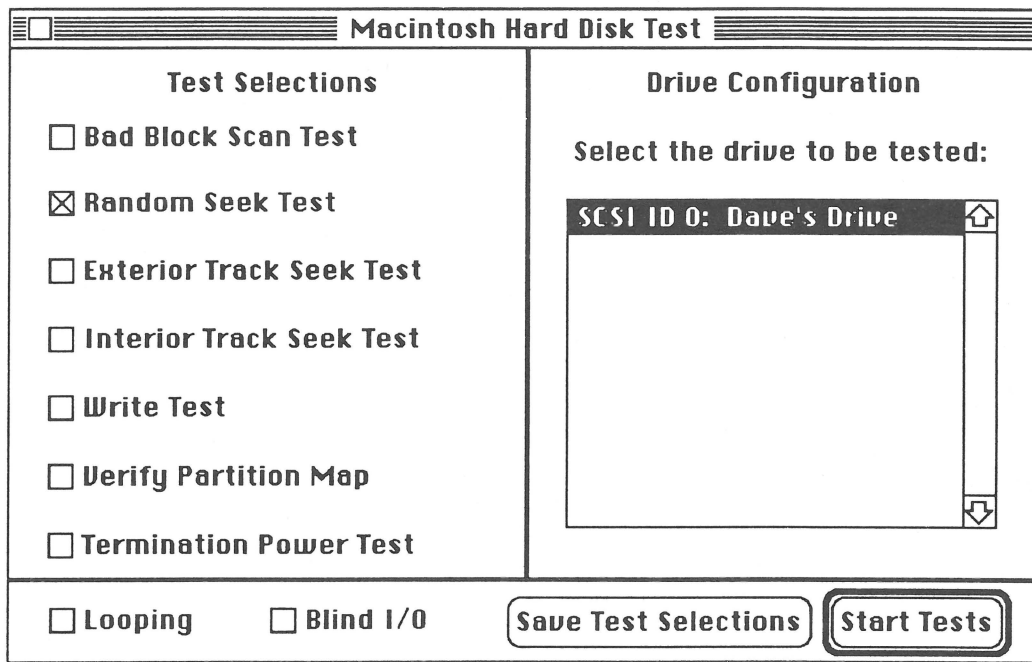 Macintosh Hard Disk Test
Test Selections
Bad Block Scan Test
Random Seek Test
Exterior Track Seek Test
Interior Track Seek Test
Write Test
Verify Partition Map
Termination Power Test
Drive Configuration
Select the drive to be tested:
SCSI ID 0: Dave's Drive
Looping
Blind I/O
Save Test Selections
Start Tests